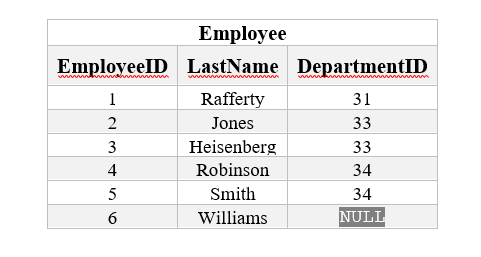 Employee
EmployeeID LastName DepartmentID
1 Rafferty 31
2 Jones 33
3 Heisenberg 33
4 Robinson 34
5 Smith 34
6 Williams NULL